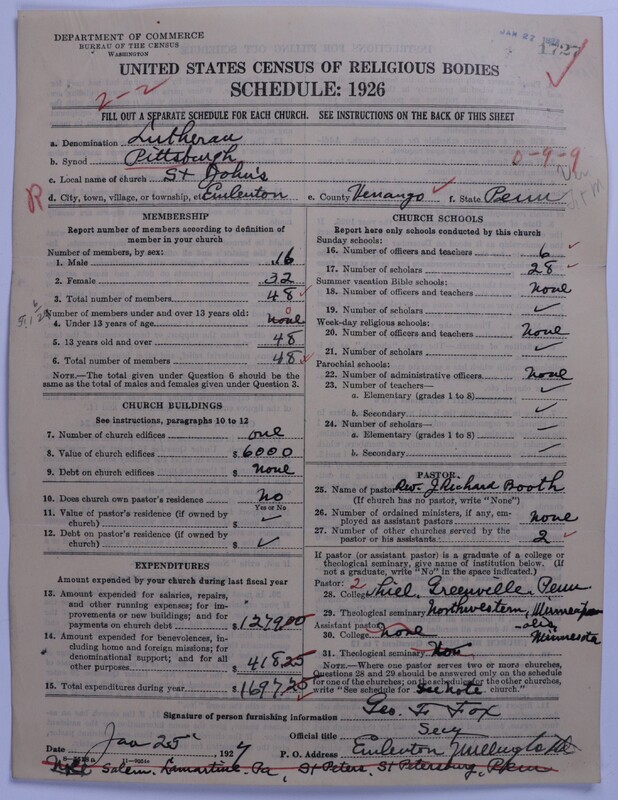 DEPARTMENT OF COMMERCE
BUREAU OF THE CENSUS
WASHINGTON
JAN 27
1727
UNITED STATES CENSUS OF RELIGIOUS BODIES
SCHEDULE: 1926
2-2
FILL OUT A SEPARATE SCHEDULE FOR EACH CHURCH. SEE INSTRUCTIONS ON THE BACK OF THIS SHEET
a. Denomination Lutheran
b. Synod Pittsburgh
0-9-9
c. Local name of church St John's
R
d. City, town, village, or township, etc. Emlenton e. County Venango f. State Penn
MEMBERSHIP
Report number of members according to definition of
member in your church
Number of members, by sex:
1. Male 16
2. Female 32
3. Total number of members 48
Number of members under and over 13 years old:
4. Under 13 years of age none 0
5. 13 years old and over 48
6. Total number of members 48
NOTE.—The total given under Question 6 should be
same as the total of males and females given under Question 3.
CHURCH BUILDINGS
See instructions, paragraphs 10 to 12
7. Number of church edifices one
8. Value of church edifices $6000
9. Debt on church edifices $ none
10. Does church own pastor's residence No
Yes or No
11. Value of pastor's residence (if owned by
church) $ ✓
12. Debt on pastor's residence (if owned by
church) $ ✓
EXPENDITURES
Amount expended by your church during last fiscal year
13. Amount expended for salaries, repairs,
and other running expenses; for im-
provements or new buildings; and for
payments on church debt $ 1279.00
14. Amount expended for benevolences,
including home and foreign missions; for
denominational support; and for all
other purposes $ 418.25
15. Total expenditures during year $ 1697.25
CHURCH SCHOOLS
Report here only schools conducted by this church
Sunday schools:
16. Number of officers and teachers 6
17. Number of scholars 28
Summer vacation Bible schools:
18. Number of officers and teachers none
19. Number of scholars ✓
Week-day religious schools:
20. Number of officers and teachers none
21. Number of scholars ✓
Parochial schools:
22. Number of administrative officers none
23. Number of teachers—
a. Elementary (grades 1 to 8) ✓
b. Secondary ✓
24. Number of scholars—
a. Elementary (grades 1 to 8) ✓
b. Secondary ✓
PASTOR
25. Name of pastor Rev. J Richard Booth
(If church has no pastor, write "None")
26. Number of ordained ministers, if any, em-
ployed as assistant pastors none
27. Number of other churches served by the
pastor or his assistants 2
If pastor (or assistant pastor) is a graduate of a college or
theological seminary, give name of institution below. (If
not a graduate, write "No" in the space indicated.)
Pastor: 2
28. College Thiel, Greenville, Penn
29. Theological seminary Northwestern, Minneap
olis
Minnesota
Assistant pastor:
30. College none
31. Theological seminary
NOTE.—Where one pastor serves two or more churches,
Questions 28 and 29 should be answered only on the schedule
for one of the churches; on the schedules for the other churches,
write "See schedule for see note church."
Signature of person furnishing information Geo. F. Fox
Official title Secy
Date Jan 25 1927 P. O. Address Emlenton
8-5518a 11-9054
Salem, Lamartine, Pa, St Peters, St Petersburg, Penn